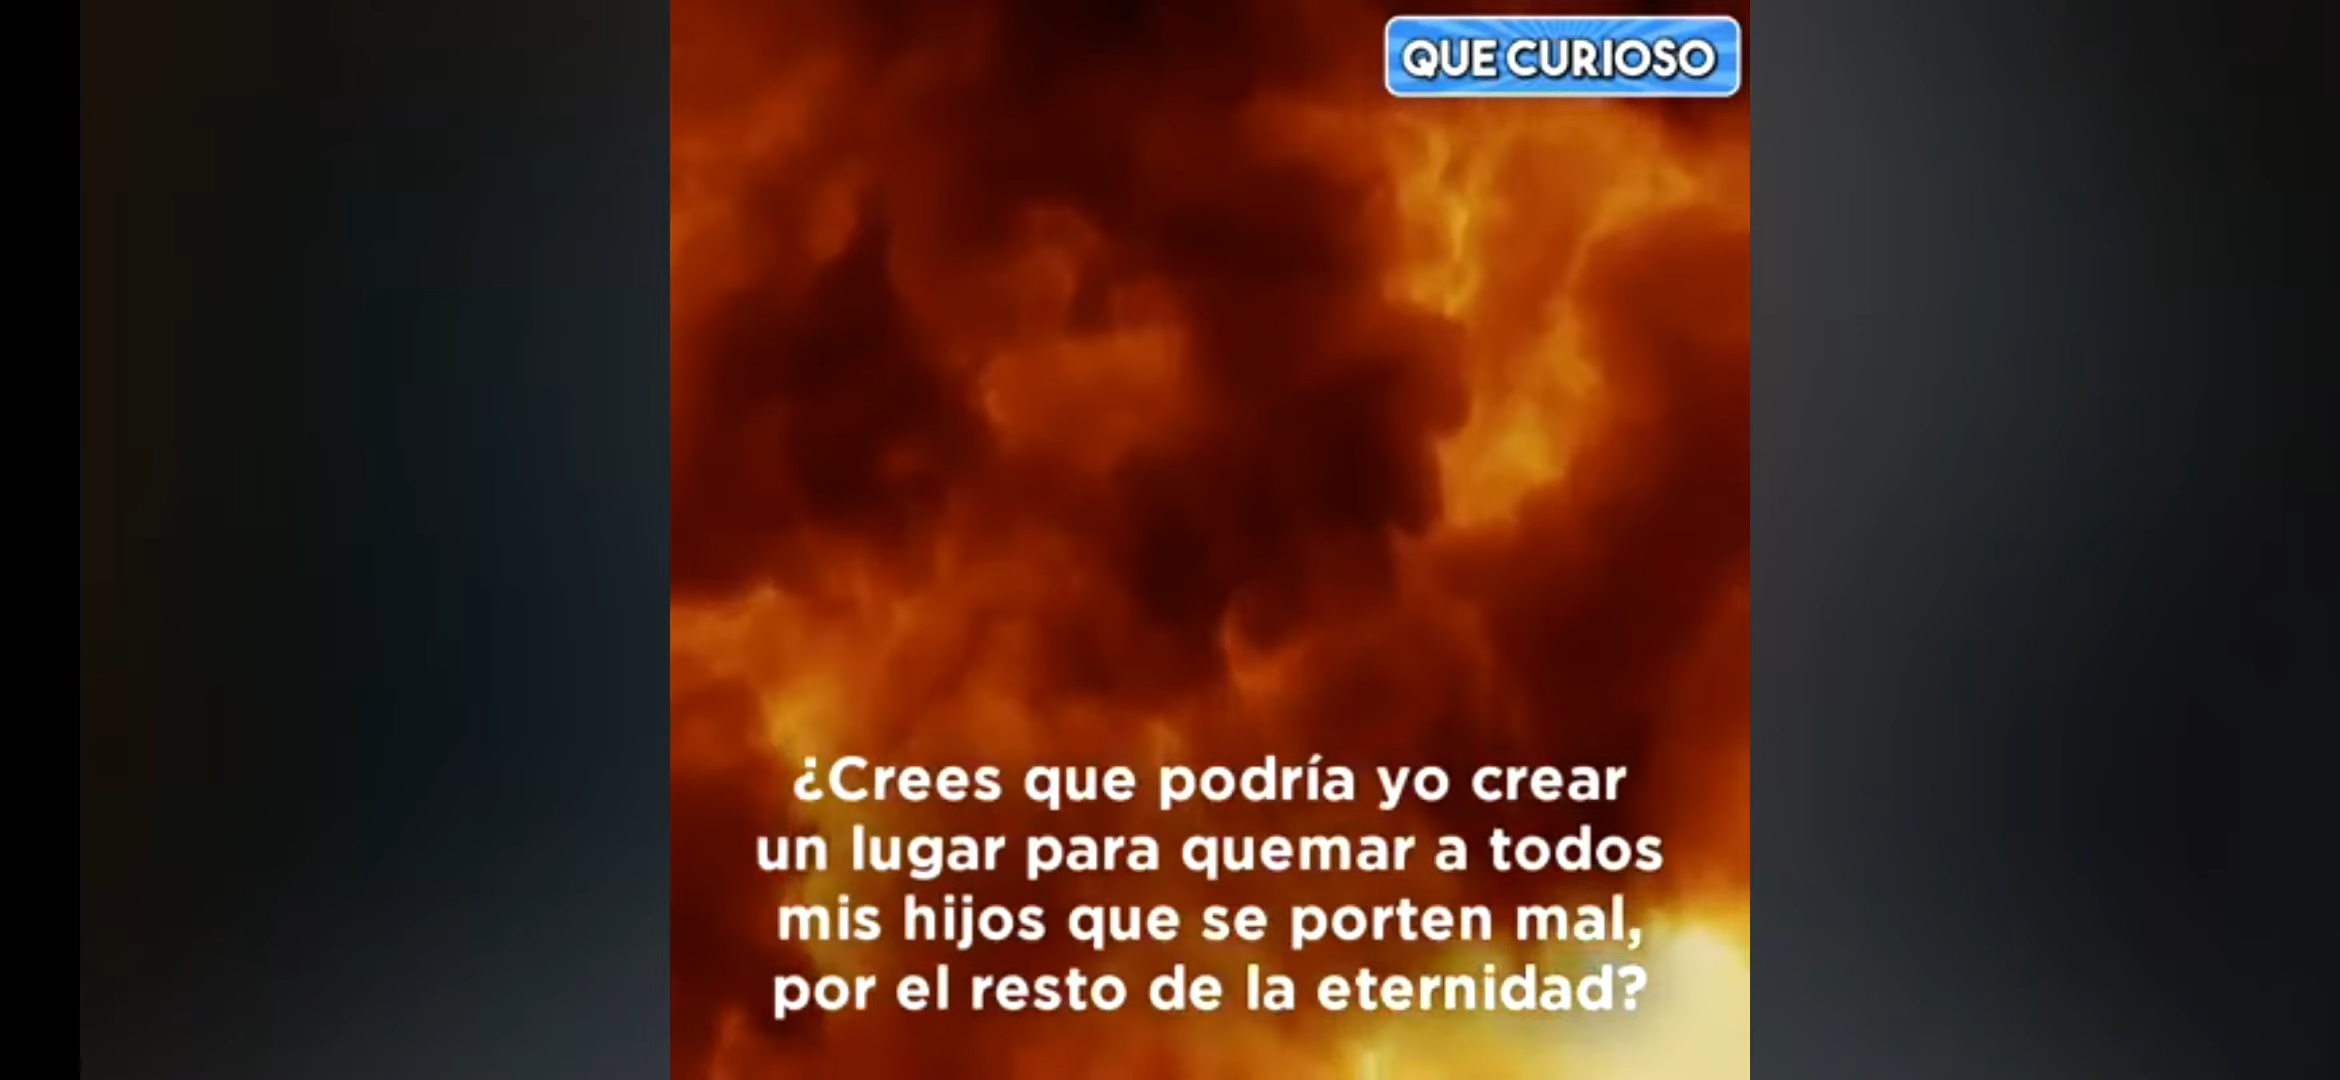 QUE CURIOSO
¿Crees que podría yo crear
un lugar para quemar a todos
mis hijos que se porten mal,
por el resto de la eternidad?